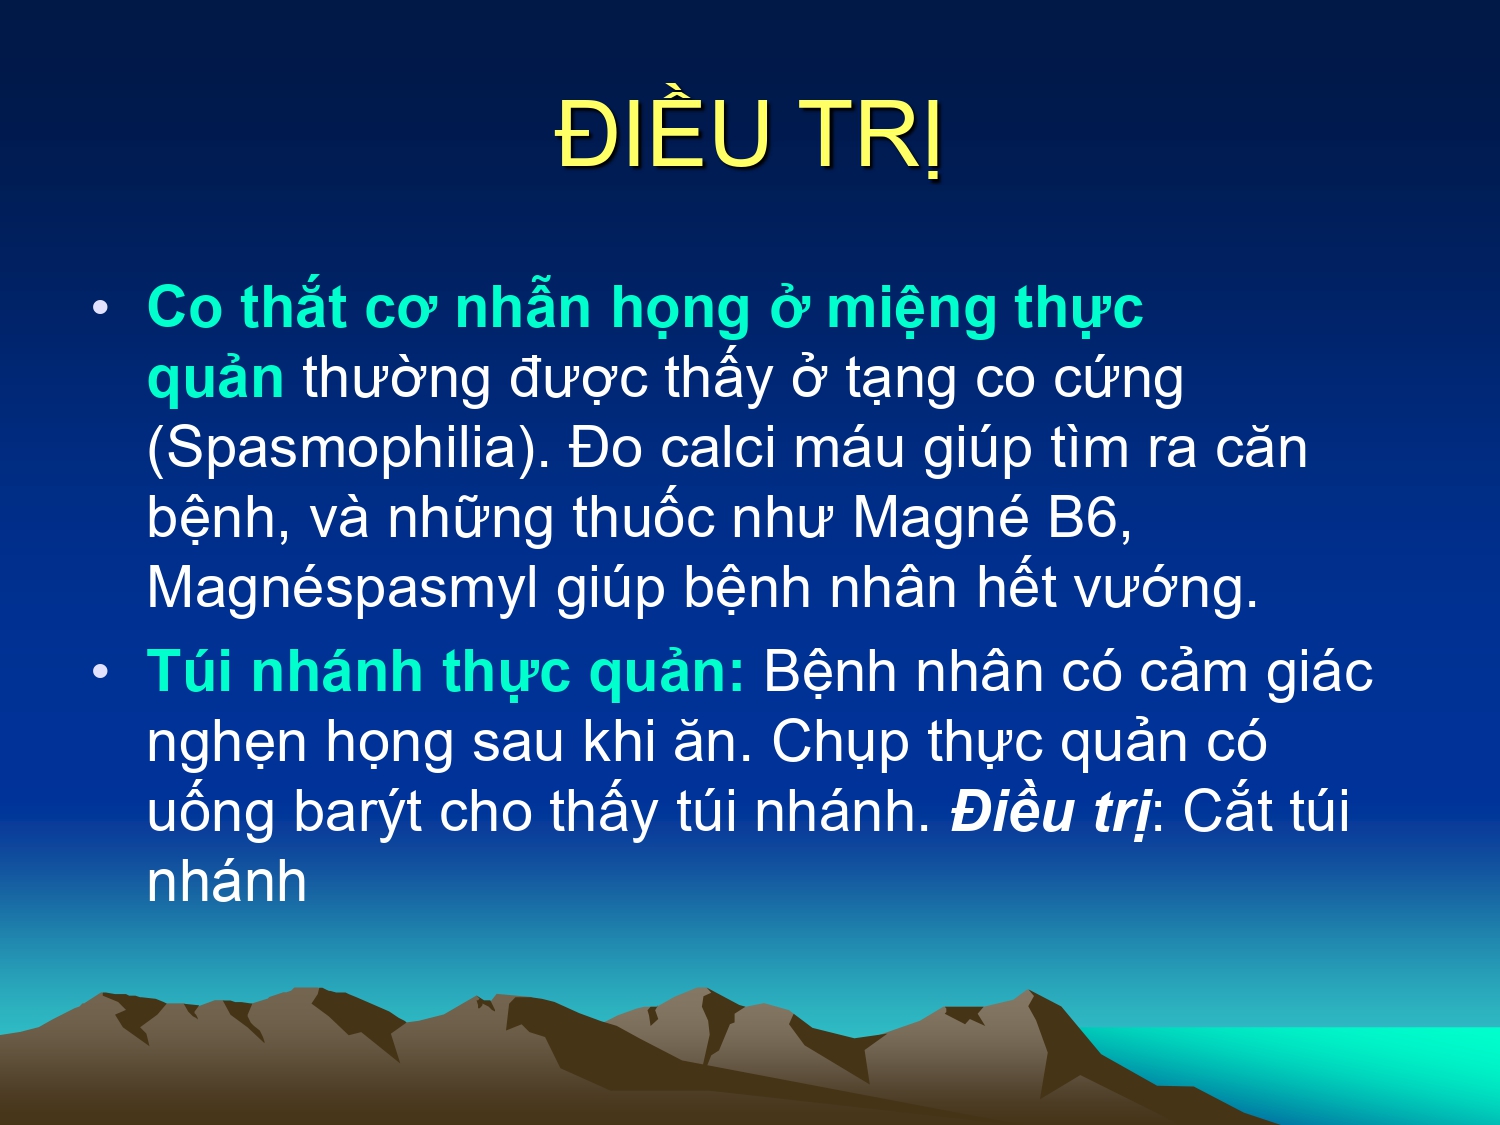 ĐIỀU TRỊ
• Co thắt cơ nhẫn họng ở miệng thực
quản thường được thấy ở tạng co cứng
(Spasmophilia). Đo calci máu giúp tìm ra căn
bệnh, và những thuốc như Magné B6,
Magnéspasmyl giúp bệnh nhân hết vướng.
• Túi nhánh thực quản: Bệnh nhân có cảm giác
nghẹn họng sau khi ăn. Chụp thực quản có
uống barýt cho thấy túi nhánh. Điều trị: Cắt túi
nhánh